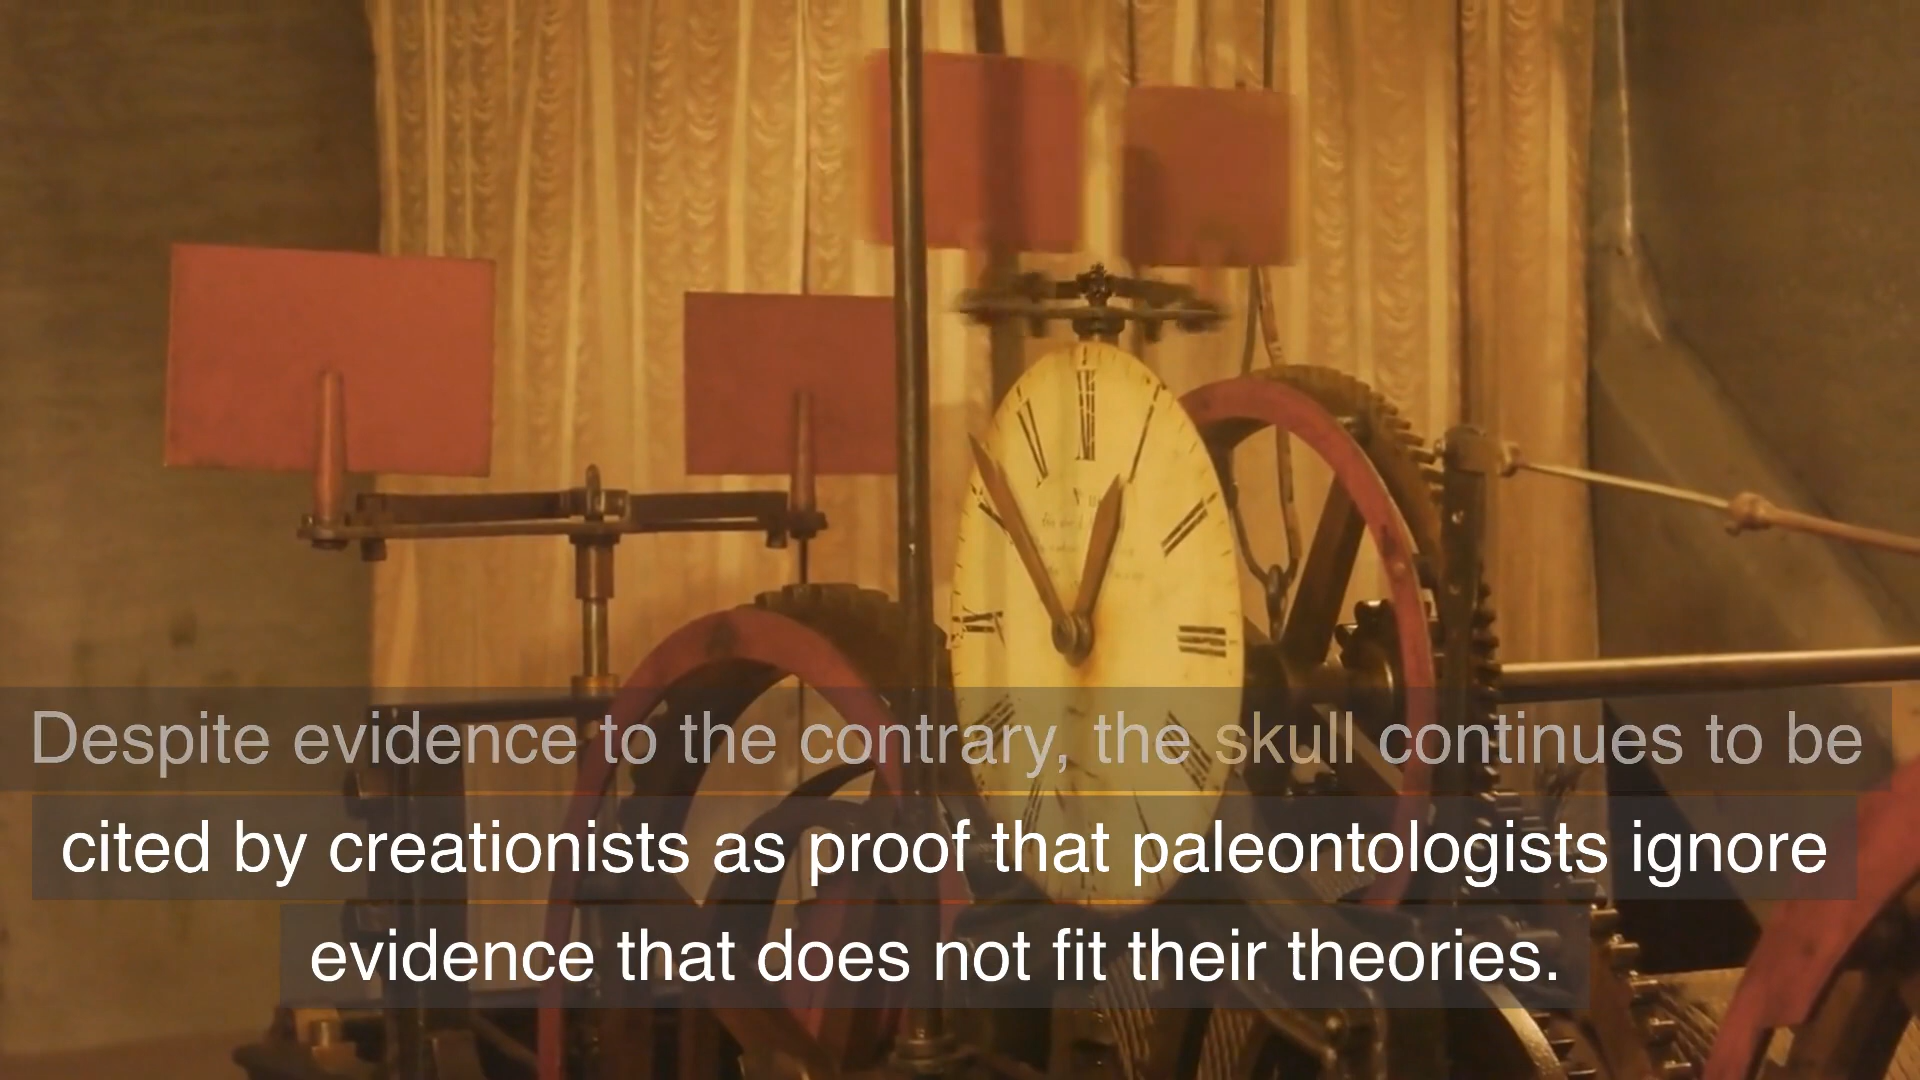 Despite evidence to the contrary, the skull continues to be
cited by creationists as proof that paleontologists ignore
evidence that does not fit their theories.